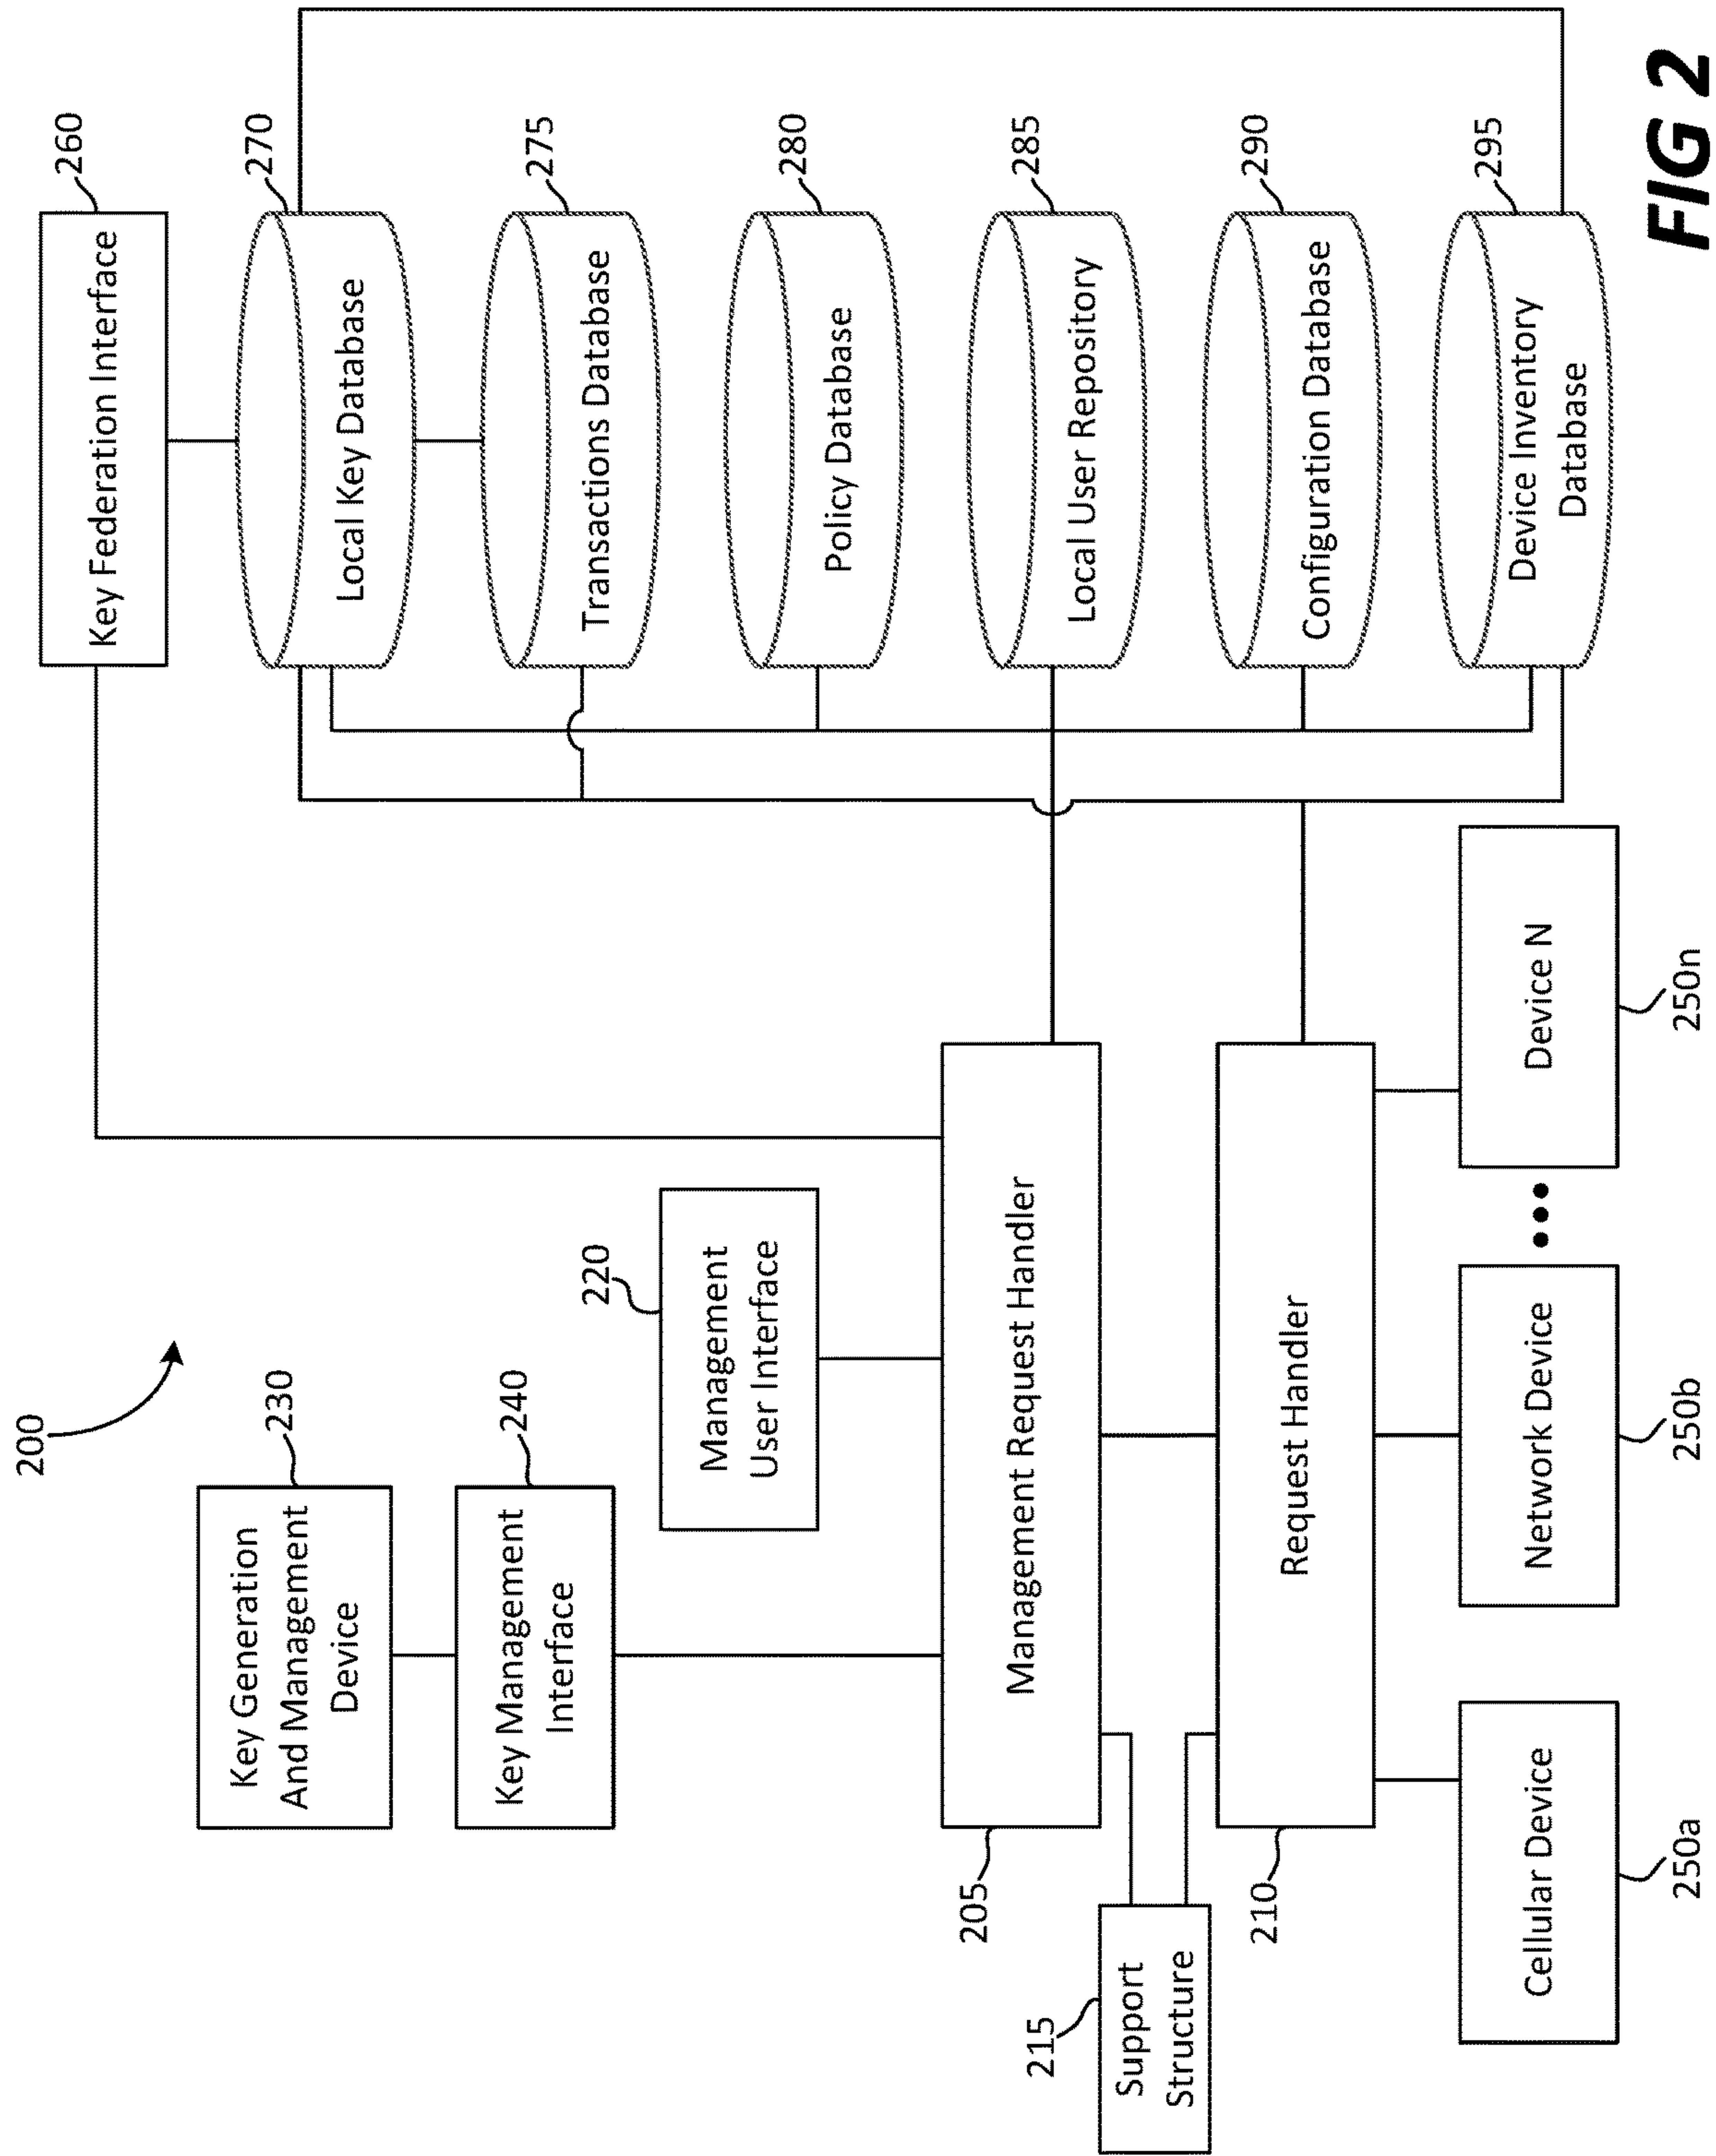 200
230
Key Generation
And Management
Device
240
Key Management
Interface
220
Management
User Interface
260
Key Federation Interface
270
Local Key Database
275
Transactions Database
280
Policy Database
285
Local User Repository
290
Configuration Database
295
Device Inventory
Database
205
Management Request Handler
215
Support
Structure
210
Request Handler
Cellular Device
250a
Network Device
250b
Device N
250n
FIG 2